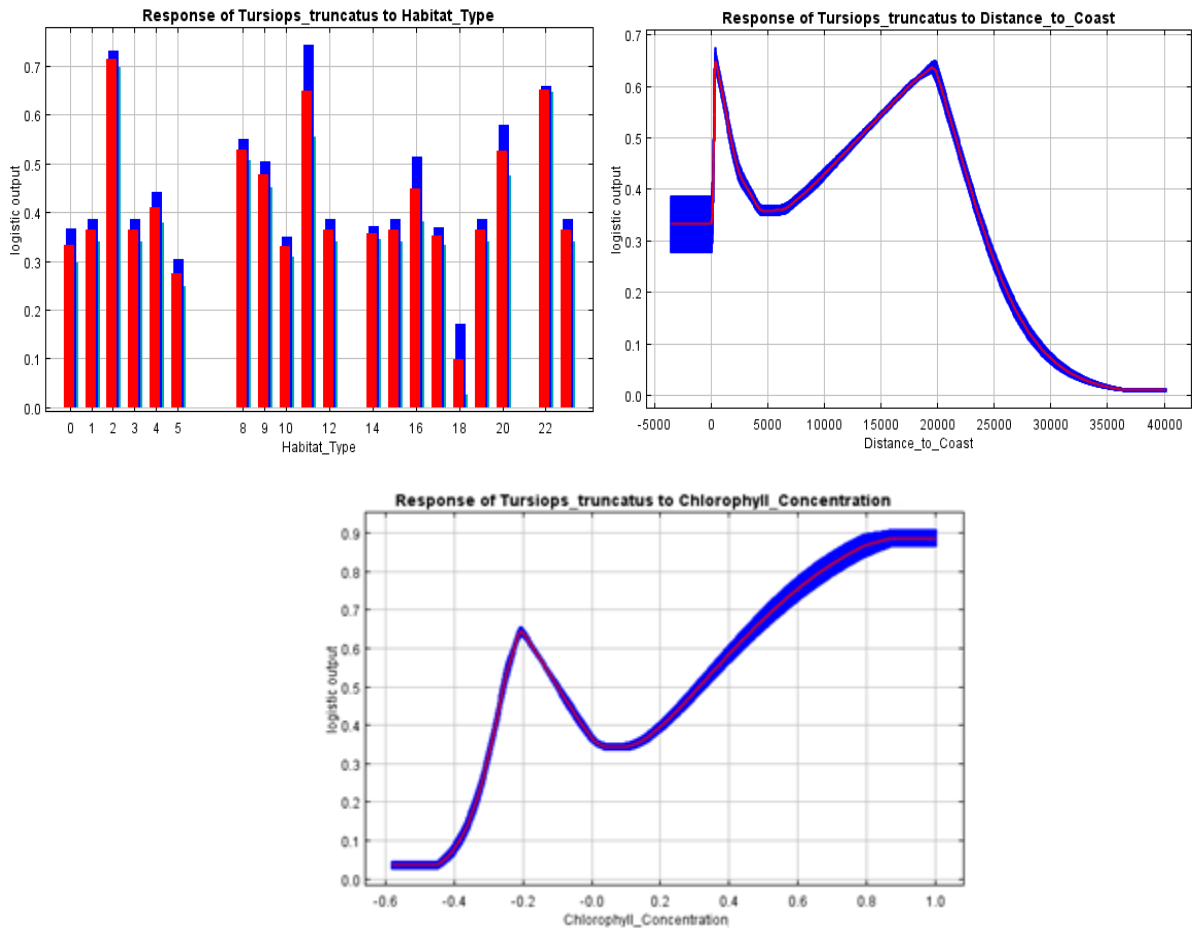 Response of Tursiops_truncatus to Habitat_Type
logistic output
0.7
0.6
0.5
0.4
0.3
0.2
0.1
0.0
0 1 2 3 4 5 8 9 10 11 12 14 15 16 17 18 19 20 22
Habitat_Type
Response of Tursiops_truncatus to Distance_to_Coast
logistic output
0.7
0.6
0.5
0.4
0.3
0.2
0.1
0.0
-5000 0 5000 10000 15000 20000 25000 30000 35000 40000
Distance_to_Coast
Response of Tursiops_truncatus to Chlorophyll_Concentration
logistic output
0.9
0.8
0.7
0.6
0.5
0.4
0.3
0.2
0.1
0.0
-0.6 -0.4 -0.2 -0.0 0.2 0.4 0.6 0.8 1.0
Chlorophyll_Concentration